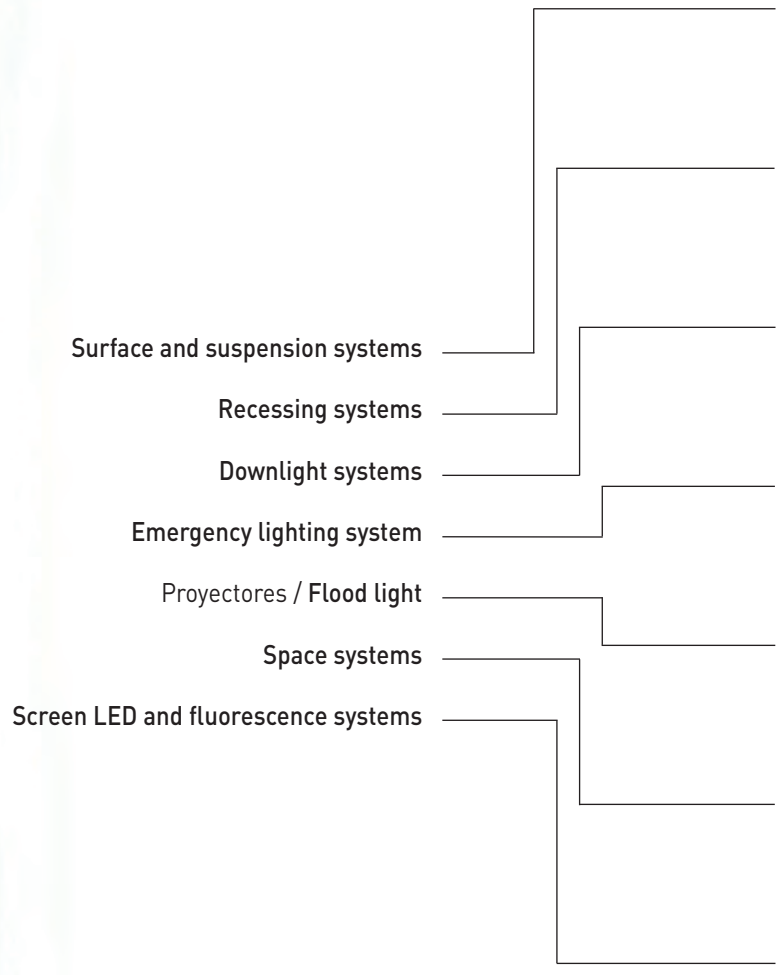 Surface and suspension systems
Recessing systems
Downlight systems
Emergency lighting system
Proyectores / Flood light
Space systems
Screen LED and fluorescence systems